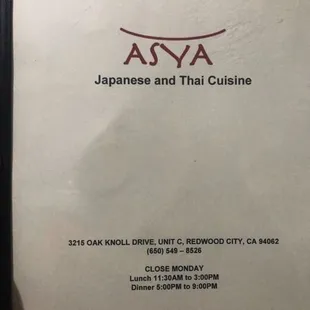 ASYA
Japanese and Thai Cuisine
3215 OAK KNOLL DRIVE, UNIT C, REDWOOD CITY, CA 94062
(650) 549 – 8526
CLOSE MONDAY
Lunch 11:30AM to 3:00PM
Dinner 5:00PM to 9:00PM